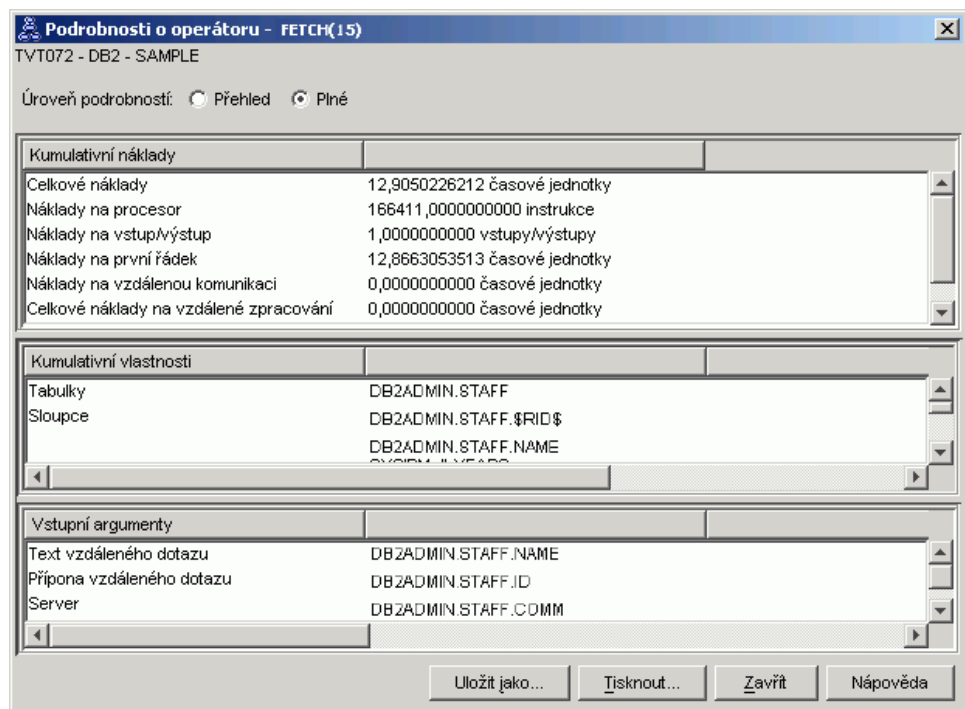 Podrobnosti o operátoru - FETCH(15)
TVT072 - DB2 - SAMPLE
Úroveň podrobností: Přehled Plné
Kumulativní náklady
Celkové náklady 12,9050226212 časové jednotky
Náklady na procesor 166411,0000000000 instrukce
Náklady na vstup/výstup 1,0000000000 vstupy/výstupy
Náklady na první řádek 12,8663053513 časové jednotky
Náklady na vzdálenou komunikaci 0,0000000000 časové jednotky
Celkové náklady na vzdálené zpracování 0,0000000000 časové jednotky
Kumulativní vlastnosti
Tabulky DB2ADMIN.STAFF
Sloupce DB2ADMIN.STAFF.$RID$
DB2ADMIN.STAFF.NAME
Vstupní argumenty
Text vzdáleného dotazu DB2ADMIN.STAFF.NAME
Přípona vzdáleného dotazu DB2ADMIN.STAFF.ID
Server DB2ADMIN.STAFF.COMM
Uložit jako... Tisknout... Zavřít Nápověda